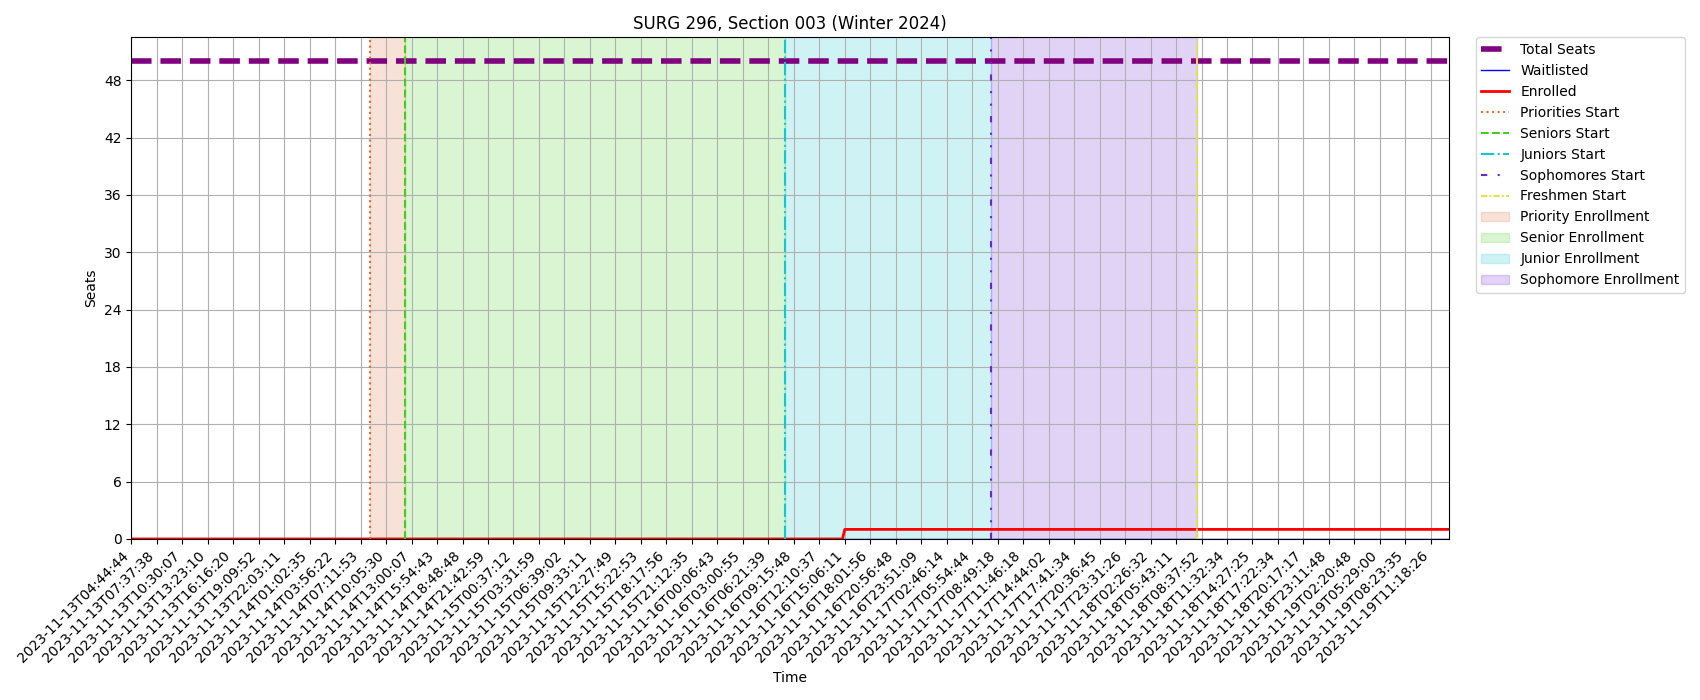 SURG 296, Section 003 (Winter 2024)
Total Seats
Waitlisted
Enrolled
Priorities Start
Seniors Start
Juniors Start
Sophomores Start
Freshmen Start
Priority Enrollment
Senior Enrollment
Junior Enrollment
Sophomore Enrollment
Seats
48
42
36
30
24
18
12
6
0
2023-11-13T04:44:44
2023-11-13T07:37:38
2023-11-13T10:30:07
2023-11-13T13:23:10
2023-11-13T16:16:20
2023-11-13T19:09:52
2023-11-13T22:03:11
2023-11-14T01:02:35
2023-11-14T03:56:22
2023-11-14T07:11:53
2023-11-14T10:05:30
2023-11-14T13:00:07
2023-11-14T15:54:43
2023-11-14T18:48:48
2023-11-14T21:42:59
2023-11-15T00:37:12
2023-11-15T03:31:59
2023-11-15T06:39:02
2023-11-15T09:33:11
2023-11-15T12:27:49
2023-11-15T15:22:53
2023-11-15T18:17:56
2023-11-15T21:12:35
2023-11-16T00:06:43
2023-11-16T03:00:55
2023-11-16T06:21:39
2023-11-16T09:15:48
2023-11-16T12:10:37
2023-11-16T15:06:11
2023-11-16T18:01:56
2023-11-16T20:56:48
2023-11-16T23:51:09
2023-11-17T02:46:14
2023-11-17T05:54:44
2023-11-17T08:49:18
2023-11-17T11:46:18
2023-11-17T14:44:02
2023-11-17T17:41:34
2023-11-17T20:36:45
2023-11-17T23:31:26
2023-11-18T02:26:32
2023-11-18T05:43:11
2023-11-18T08:37:52
2023-11-18T11:32:34
2023-11-18T14:27:25
2023-11-18T17:22:34
2023-11-18T20:17:17
2023-11-18T23:11:48
2023-11-19T02:20:48
2023-11-19T05:29:00
2023-11-19T08:23:35
2023-11-19T11:18:26
Time